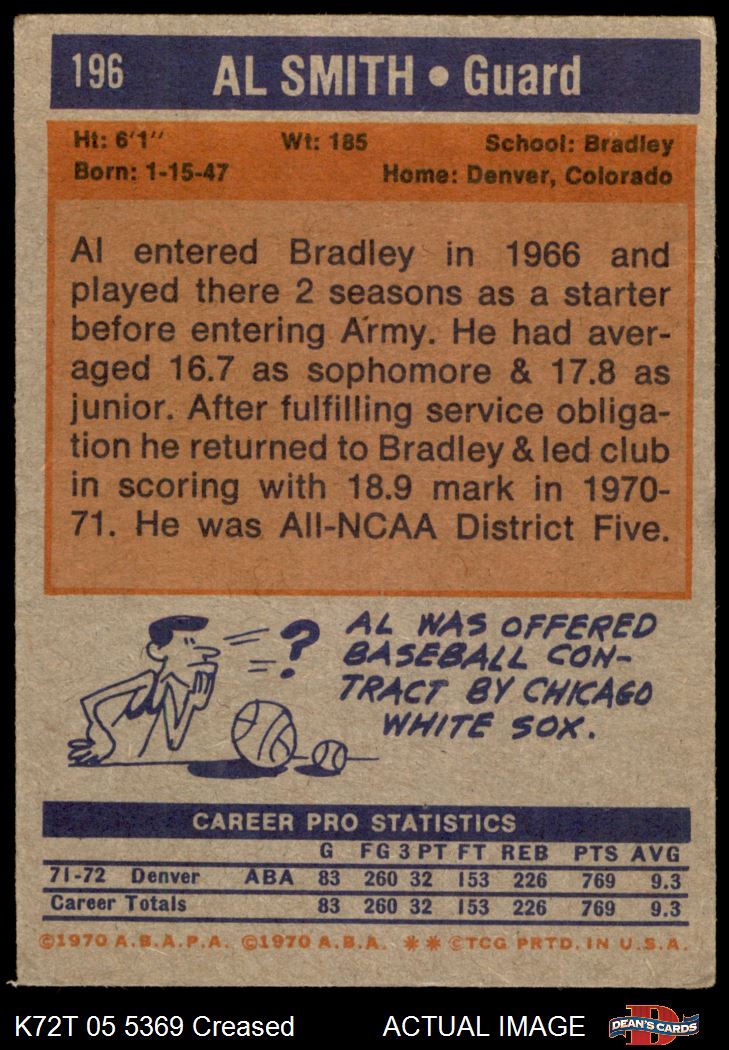 196 AL SMITH • Guard
Ht: 6'1'' Wt: 185 School: Bradley
Born: 1-15-47 Home: Denver, Colorado
Al entered Bradley in 1966 and
played there 2 seasons as a starter
before entering Army. He had aver-
aged 16.7 as sophomore & 17.8 as
junior. After fulfilling service obliga-
tion he returned to Bradley & led club
in scoring with 18.9 mark in 1970-
71. He was All-NCAA District Five.
?
AL WAS OFFERED
BASEBALL CON-
TRACT BY CHICAGO
WHITE SOX.
CAREER PRO STATISTICS
G FG 3 PT FT REB PTS AVG
71-72 Denver ABA 83 260 32 153 226 769 9.3
Career Totals 83 260 32 153 226 769 9.3
©1970 A.B.A.P.A. ©1970 A.B.A. ** ©TCG PRTD. IN U.S.A.
K72T 05 5369 Creased ACTUAL IMAGE DEAN'S CARDS